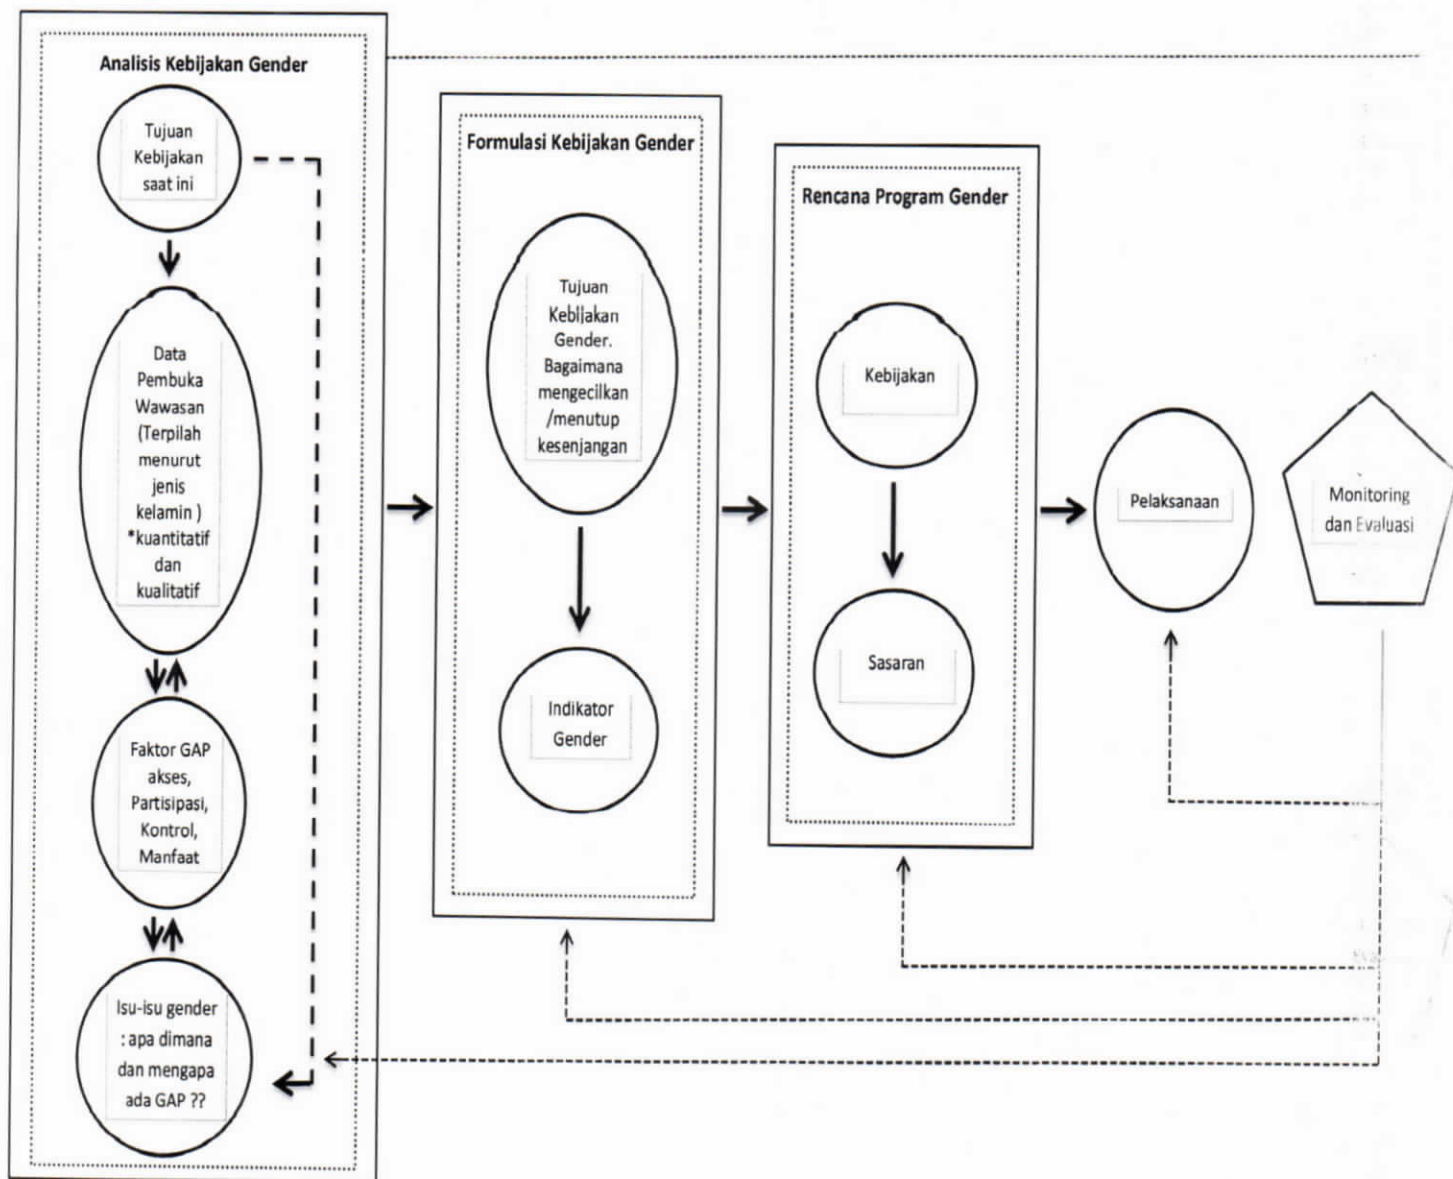 Analisis Kebijakan Gender
Tujuan
Kebijakan
saat ini
Data
Pembuka
Wawasan
(Terpilah
menurut
jenis
kelamin )
*kuantitatif
dan
kualitatif
Faktor GAP
akses,
Partisipasi,
Kontrol,
Manfaat
Isu-isu gender
: apa dimana
dan mengapa
ada GAP ??
Formulasi Kebijakan Gender
Tujuan
Kebijakan
Gender.
Bagaimana
mengecilkan
/menutup
kesenjangan
Indikator
Gender
Rencana Program Gender
Kebijakan
Sasaran
Pelaksanaan
Monitoring
dan Evaluasi